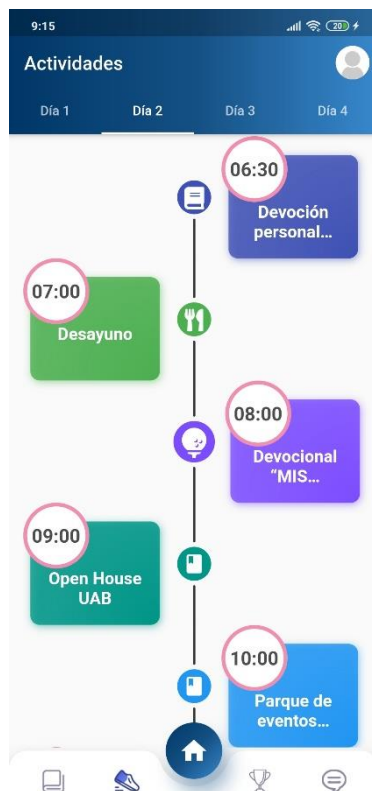 9:15
20
Actividades
Día 1 Día 2 Día 3 Día 4
06:30
Devoción
personal...
07:00
Desayuno
08:00
Devocional
“MIS...
09:00
Open House
UAB
10:00
Parque de
eventos...